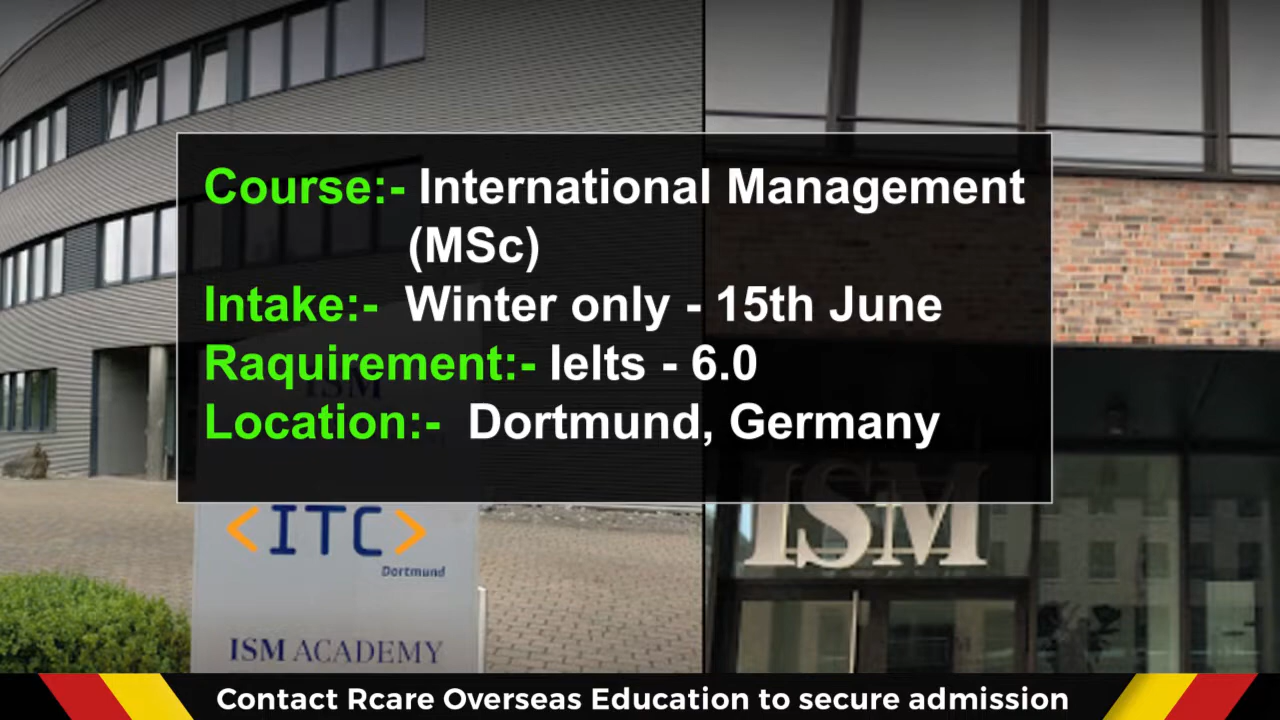 Course:- International Management
(MSc)
Intake:- Winter only - 15th June
Raquirement:- Ielts - 6.0
Location:- Dortmund, Germany
ISM
<ITC>
Dortmund
ISM ACADEMY
ISM
Contact Rcare Overseas Education to secure admission